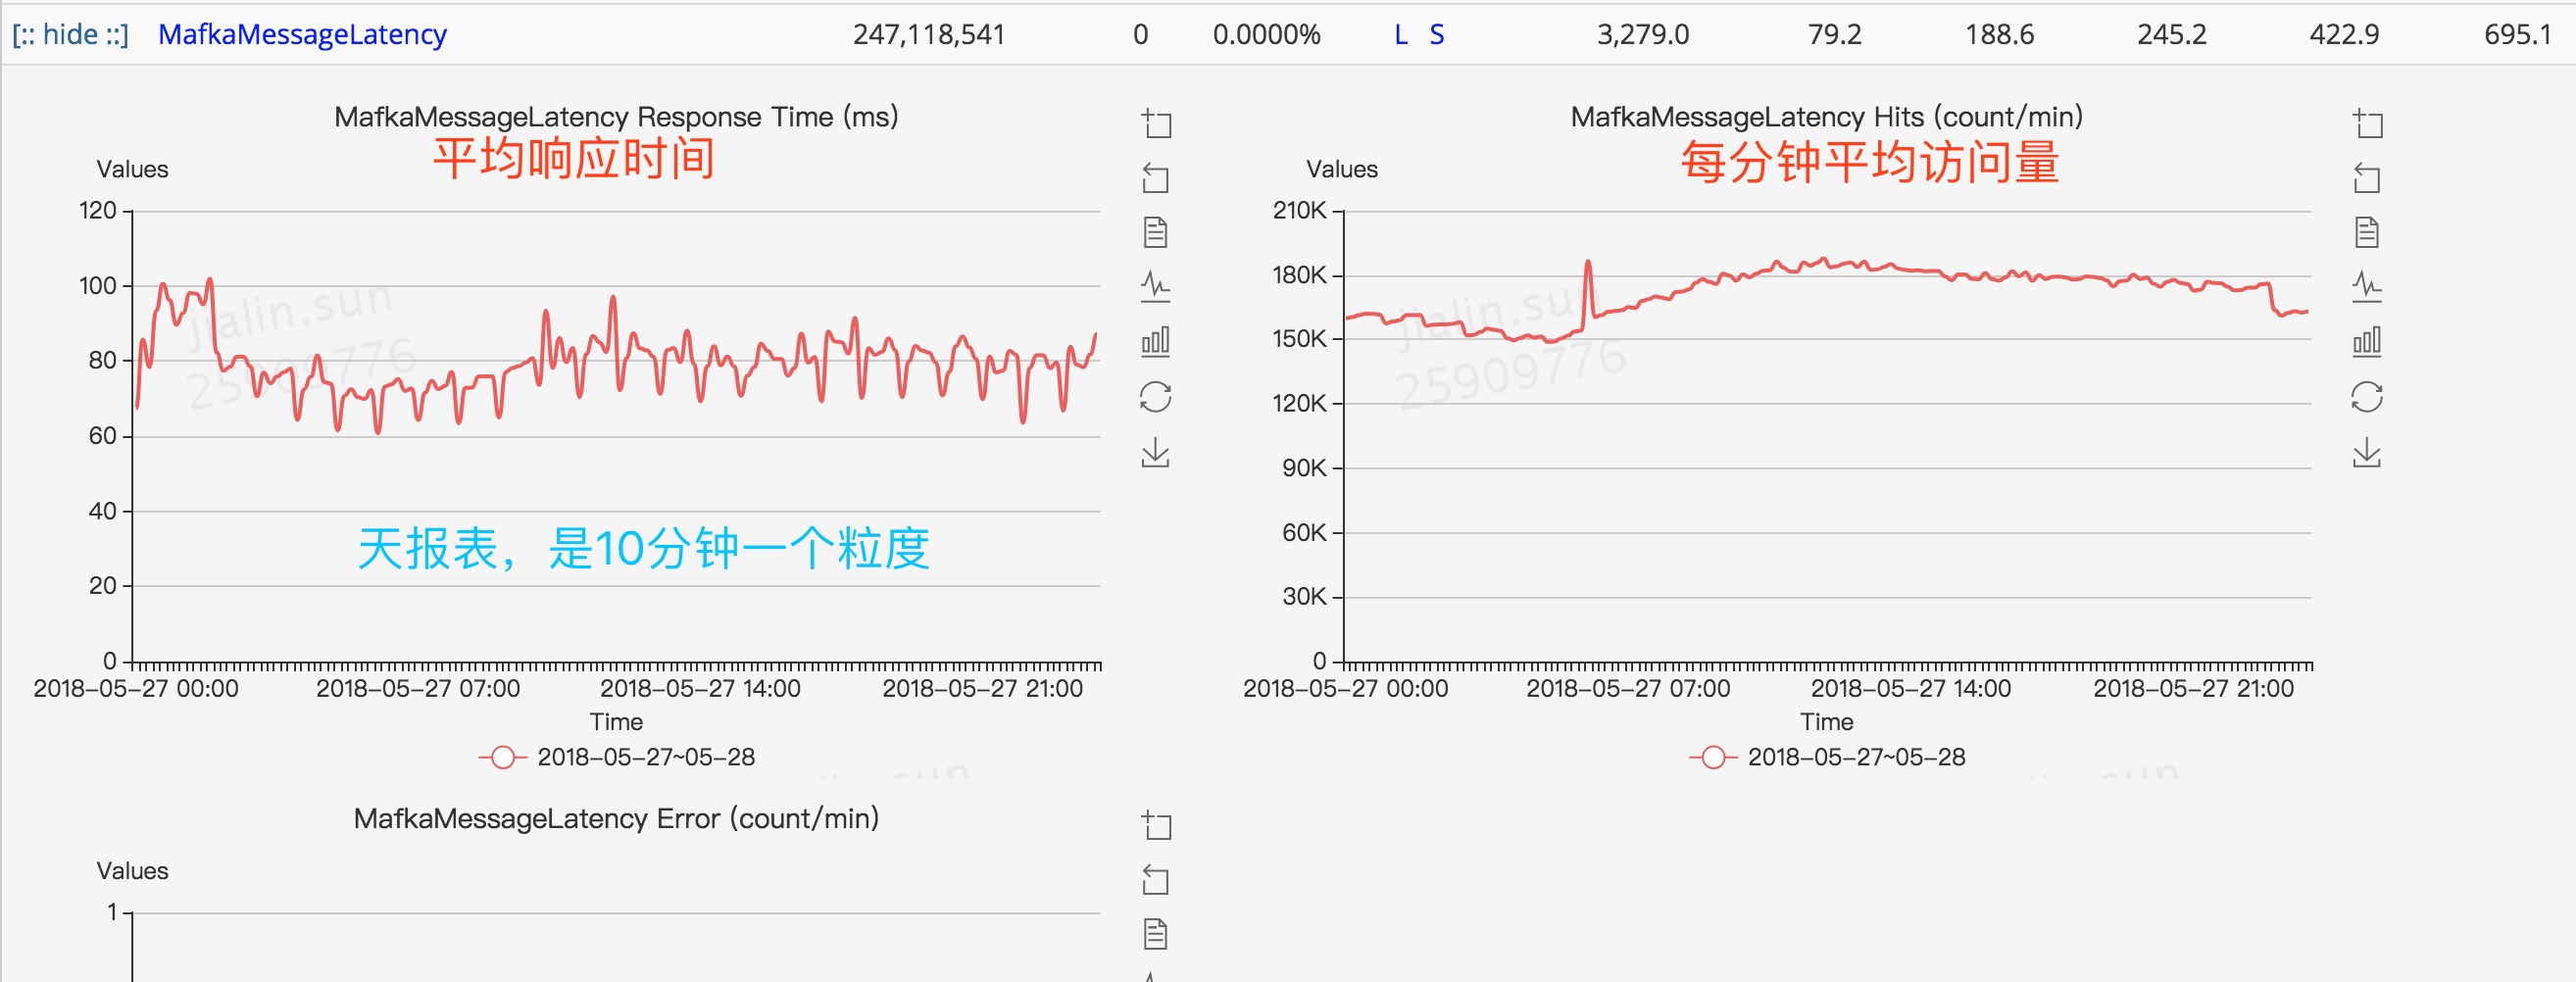 [:: hide ::] MafkaMessageLatency 247,118,541 0 0.0000% L S 3,279.0 79.2 188.6 245.2 422.9 695.1
MafkaMessageLatency Response Time (ms)
平均响应时间
Values
120
100
80
60
40
20
0
jialin.sun
25909776
天报表，是10分钟一个粒度
2018-05-27 00:00 2018-05-27 07:00 2018-05-27 14:00 2018-05-27 21:00
Time
2018-05-27~05-28
MafkaMessageLatency Hits (count/min)
每分钟平均访问量
Values
210K
180K
150K
120K
90K
60K
30K
0
jialin.sun
25909776
2018-05-27 00:00 2018-05-27 07:00 2018-05-27 14:00 2018-05-27 21:00
Time
2018-05-27~05-28
MafkaMessageLatency Error (count/min)
Values
1